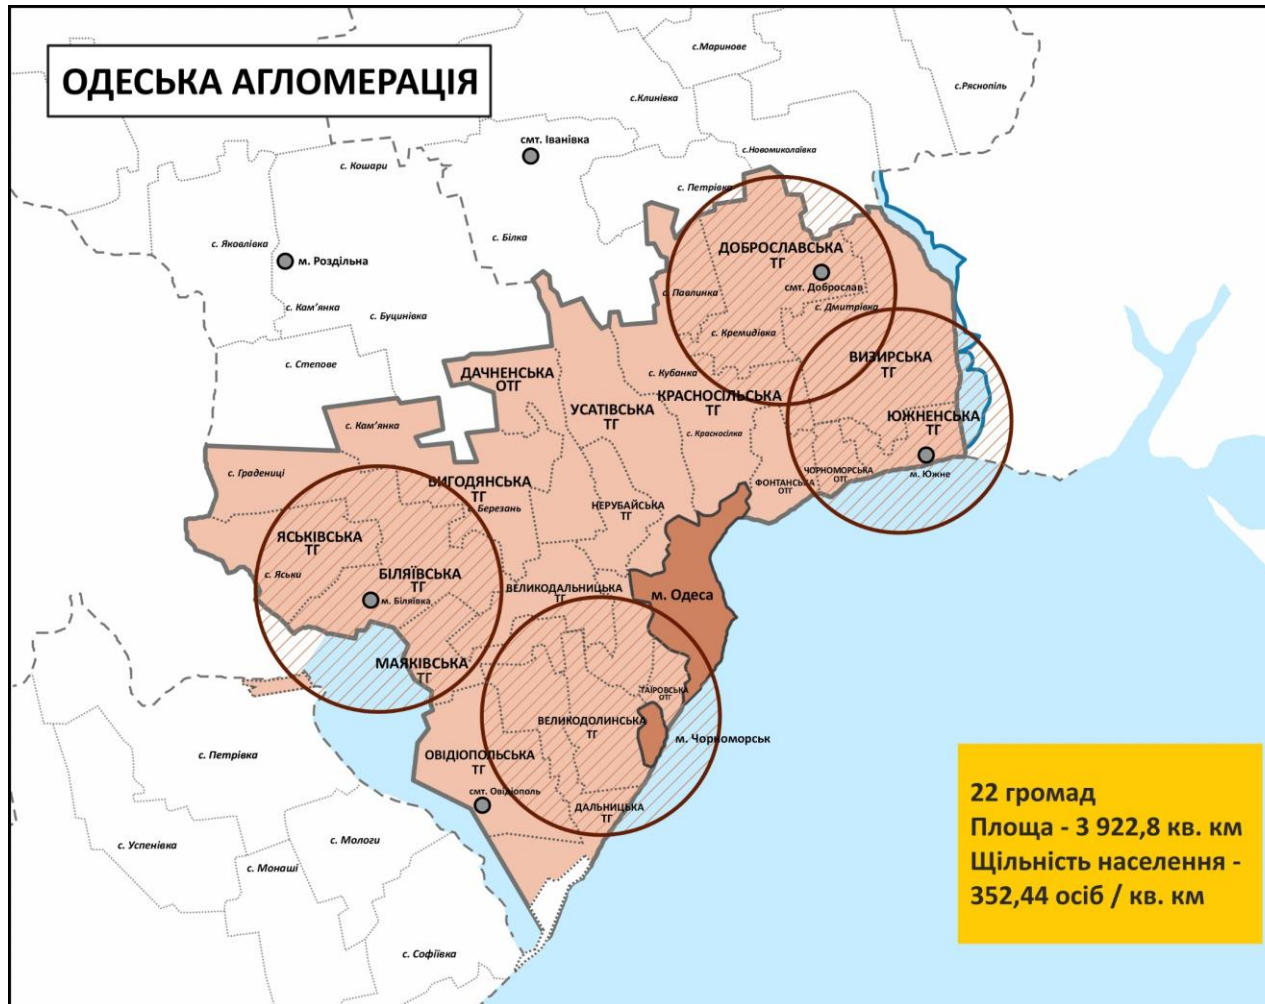 ОДЕСЬКА АГЛОМЕРАЦІЯ
с.Маринове
с.Ряснопіль
с.Клинівка
смт. Іванівка
с.Новомиколаївка
с. Кошари
с. Петрівка
с. Яковлівка
с. Білка
ДОБРОСЛАВСЬКА
ТГ
м. Роздільна
смт. Доброслав
с. Павлинка
с. Кам'янка
с. Буцинівка
с. Дмитрівка
с. Кремидівка
с. Степове
ВИЗИРСЬКА
ТГ
ДАЧНЕНСЬКА
ОТГ
с. Кубанка
КРАСНОСІЛЬСЬКА
ТГ
УСАТІВСЬКА
ТГ
ЮЖНЕНСЬКА
ТГ
с. Кам'янка
с. Красносілка
м. Южне
с. Градениці
ЧОРНОМОРСЬКА
ОТГ
ФОНТАНСЬКА
ОТГ
ВИГОДЯНСЬКА
ТГ
с. Березань
НЕРУБАЙСЬКА
ТГ
ЯСЬКІВСЬКА
ТГ
с. Яськи
БІЛЯЇВСЬКА
ТГ
м. Біляївка
ВЕЛИКОДАЛЬНИЦЬКА
ТГ
м. Одеса
МАЯКІВСЬКА
ТГ
ТАЇРОВСЬКА
ОТГ
ВЕЛИКОДОЛИНСЬКА
ТГ
м. Чорноморськ
с. Петрівка
ОВІДІОПОЛЬСЬКА
ТГ
смт. Овідіополь
ДАЛЬНИЦЬКА
ТГ
с. Успенівка
с. Мологи
с. Монаші
с. Софіївка
22 громад
Площа - 3 922,8 кв. км
Щільність населення -
352,44 осіб / кв. км